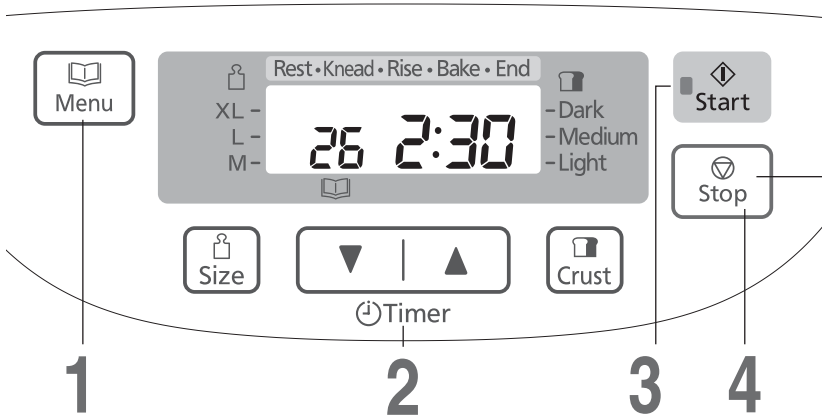 Menu
Rest • Knead • Rise • Bake • End
XL –
L –
M –
26 2:30
– Dark
– Medium
– Light
Start
Stop
Size
▼ | ▲
Crust
Timer
1
2
3
4